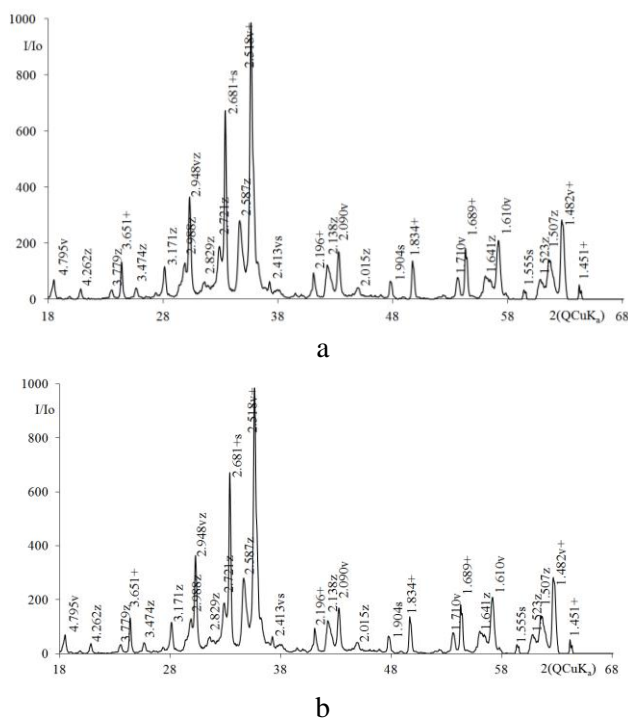 1000
I/Io
800
600
400
200
0
4.795v
4.262z
3.779z
3.651+
3.474z
3.171z
2.988z
2.948vz
2.829z
2.721z
2.681+s
2.587z
2.518v+
2.413vs
2.196+
2.138z
2.090v
2.015z
1.904s
1.834+
1.710v
1.689+
1.641z
1.610v
1.555s
1.523z
1.507z
1.482v+
1.451+
2(QCuKa)
18 28 38 48 58 68
a
1000
I/Io
800
600
400
200
0
4.795v
4.262z
3.779z
3.651+
3.474z
3.171z
2.988z
2.948vz
2.829z
2.721z
2.681+s
2.587z
2.518v+
2.413vs
2.196+
2.138z
2.090v
2.015z
1.904s
1.834+
1.710v
1.689+
1.641z
1.610v
1.555s
1.523z
1.507z
1.482v+
1.451+
2(QCuKa)
18 28 38 48 58 68
b